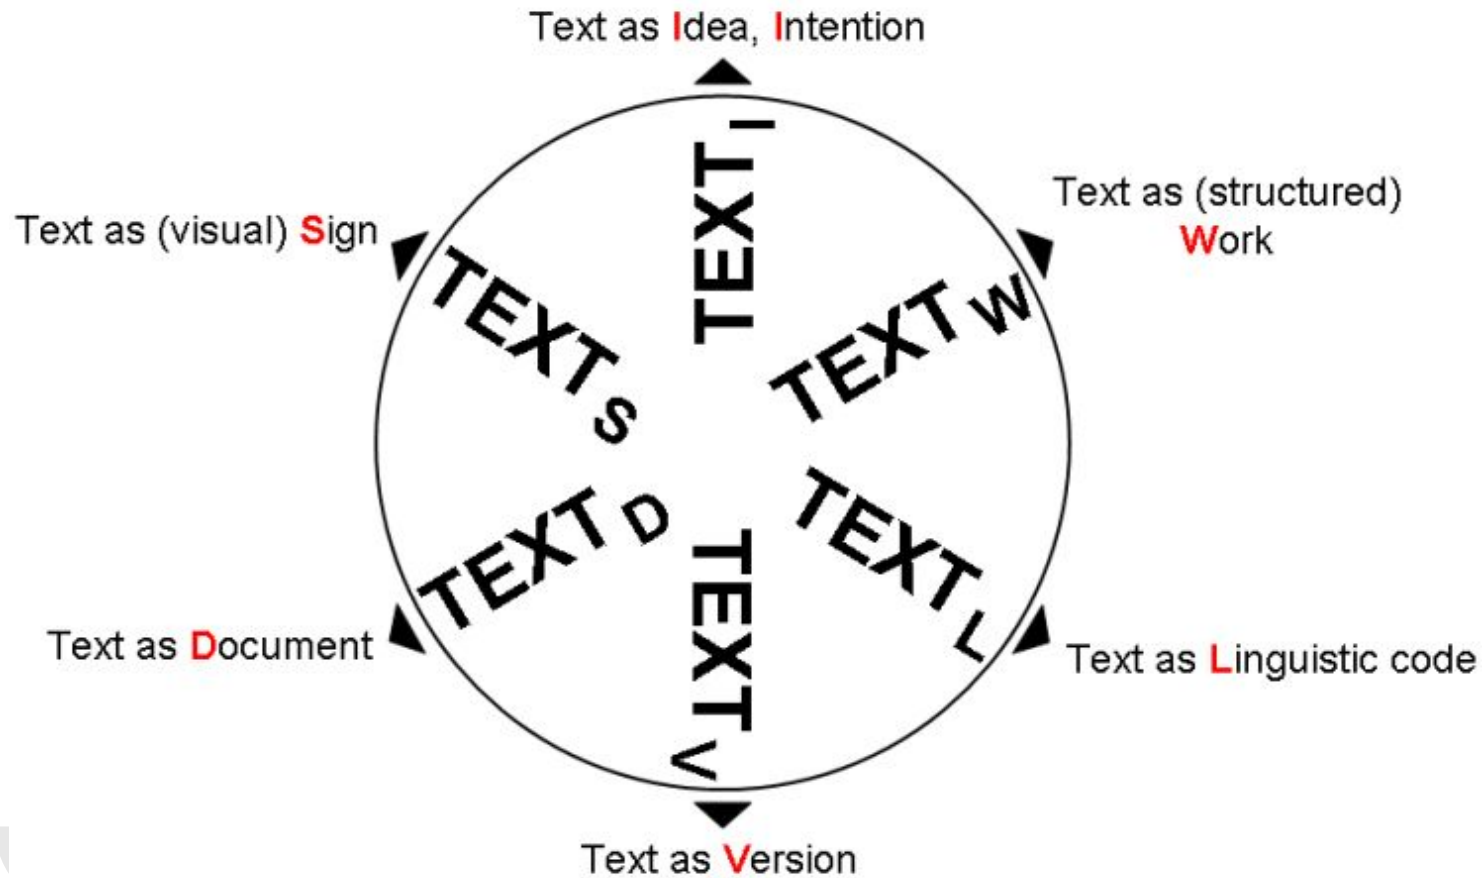 Text as Idea, Intention
Text as (structured)
Work
Text as (visual) Sign
TEXT I
TEXT W
TEXT S
TEXT D
TEXT L
TEXT V
Text as Document
Text as Linguistic code
Text as Version